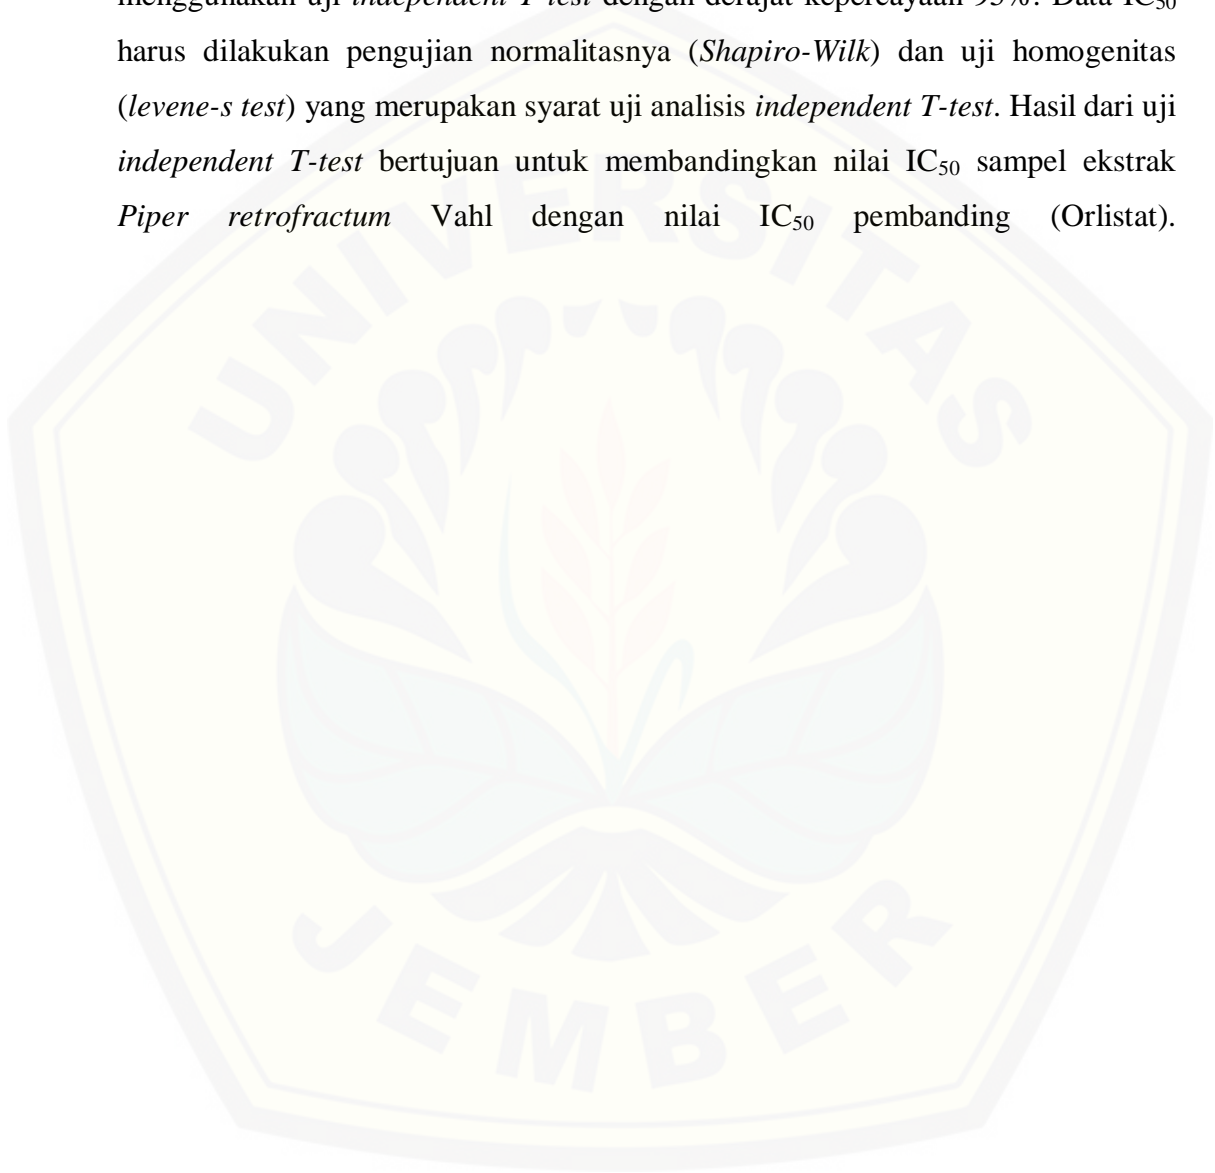 menggunakan uji independent T-test dengan derajat kepercayaan 95%. Data IC50
harus dilakukan pengujian normalitasnya (Shapiro-Wilk) dan uji homogenitas
(levene-s test) yang merupakan syarat uji analisis independent T-test. Hasil dari uji
independent T-test bertujuan untuk membandingkan nilai IC50 sampel ekstrak
Piper retrofractum Vahl dengan nilai IC50 pembanding (Orlistat).
UNIVERSITAS
JEMBER